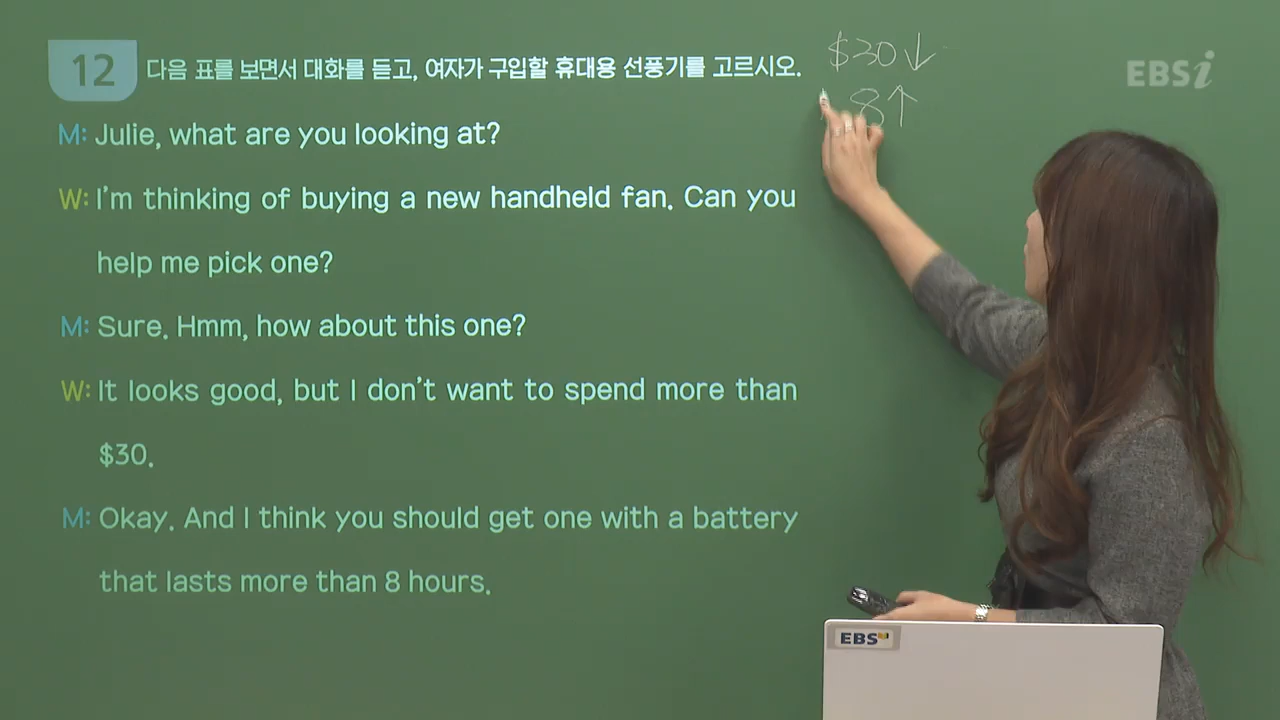 12 다음 표를 보면서 대화를 듣고, 여자가 구입할 휴대용 선풍기를 고르시오.
$30↓
8↑
EBSi
M: Julie, what are you looking at?
W: I'm thinking of buying a new handheld fan. Can you
help me pick one?
M: Sure. Hmm, how about this one?
W: It looks good, but I don't want to spend more than
$30.
M: Okay. And I think you should get one with a battery
that lasts more than 8 hours.
EBS